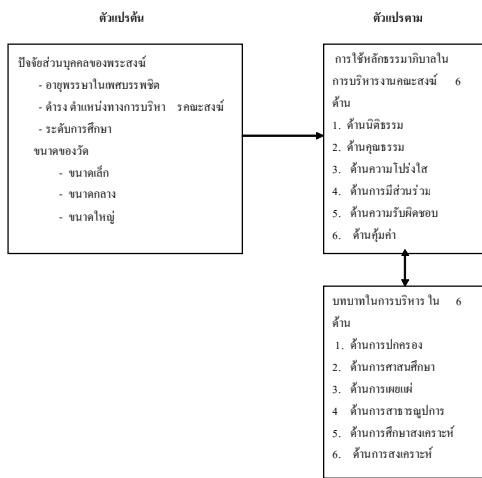 ตัวแปรต้น
ปัจจัยส่วนบุคคลของพระสงฆ์
- อายุพรรษาในเพศบรรพชิต
- ดำรง ตำแหน่งทางการบริหา รคณะสงฆ์
- ระดับการศึกษา
ขนาดของวัด
- ขนาดเล็ก
- ขนาดกลาง
- ขนาดใหญ่
ตัวแปรตาม
การใช้หลักธรรมาภิบาลใน
การบริหารงานคณะสงฆ์ 6
ด้าน
1. ด้านนิติธรรม
2. ด้านคุณธรรม
3. ด้านความโปร่งใส
4. ด้านการมีส่วนร่วม
5. ด้านความรับผิดชอบ
6. ด้านคุ้มค่า
บทบาทในการบริหาร ใน 6
ด้าน
1. ด้านการปกครอง
2. ด้านการศาสนศึกษา
3. ด้านการเผยแผ่
4 ด้านการสาธารณูปการ
5. ด้านการศึกษาสงเคราะห์
6. ด้านการสงเคราะห์